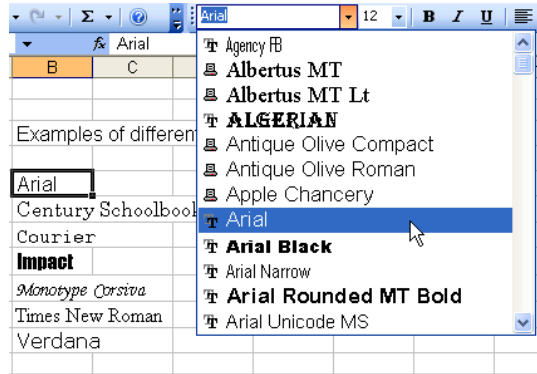 Σ Arial 12 B I U
fx Arial
B C
Examples of differen
Arial
Century Schoolbook
Courier
Impact
Monotype Corsiva
Times New Roman
Verdana
Agency FB
Albertus MT
Albertus MT Lt
ALGERIAN
Antique Olive Compact
Antique Olive Roman
Apple Chancery
Arial
Arial Black
Arial Narrow
Arial Rounded MT Bold
Arial Unicode MS